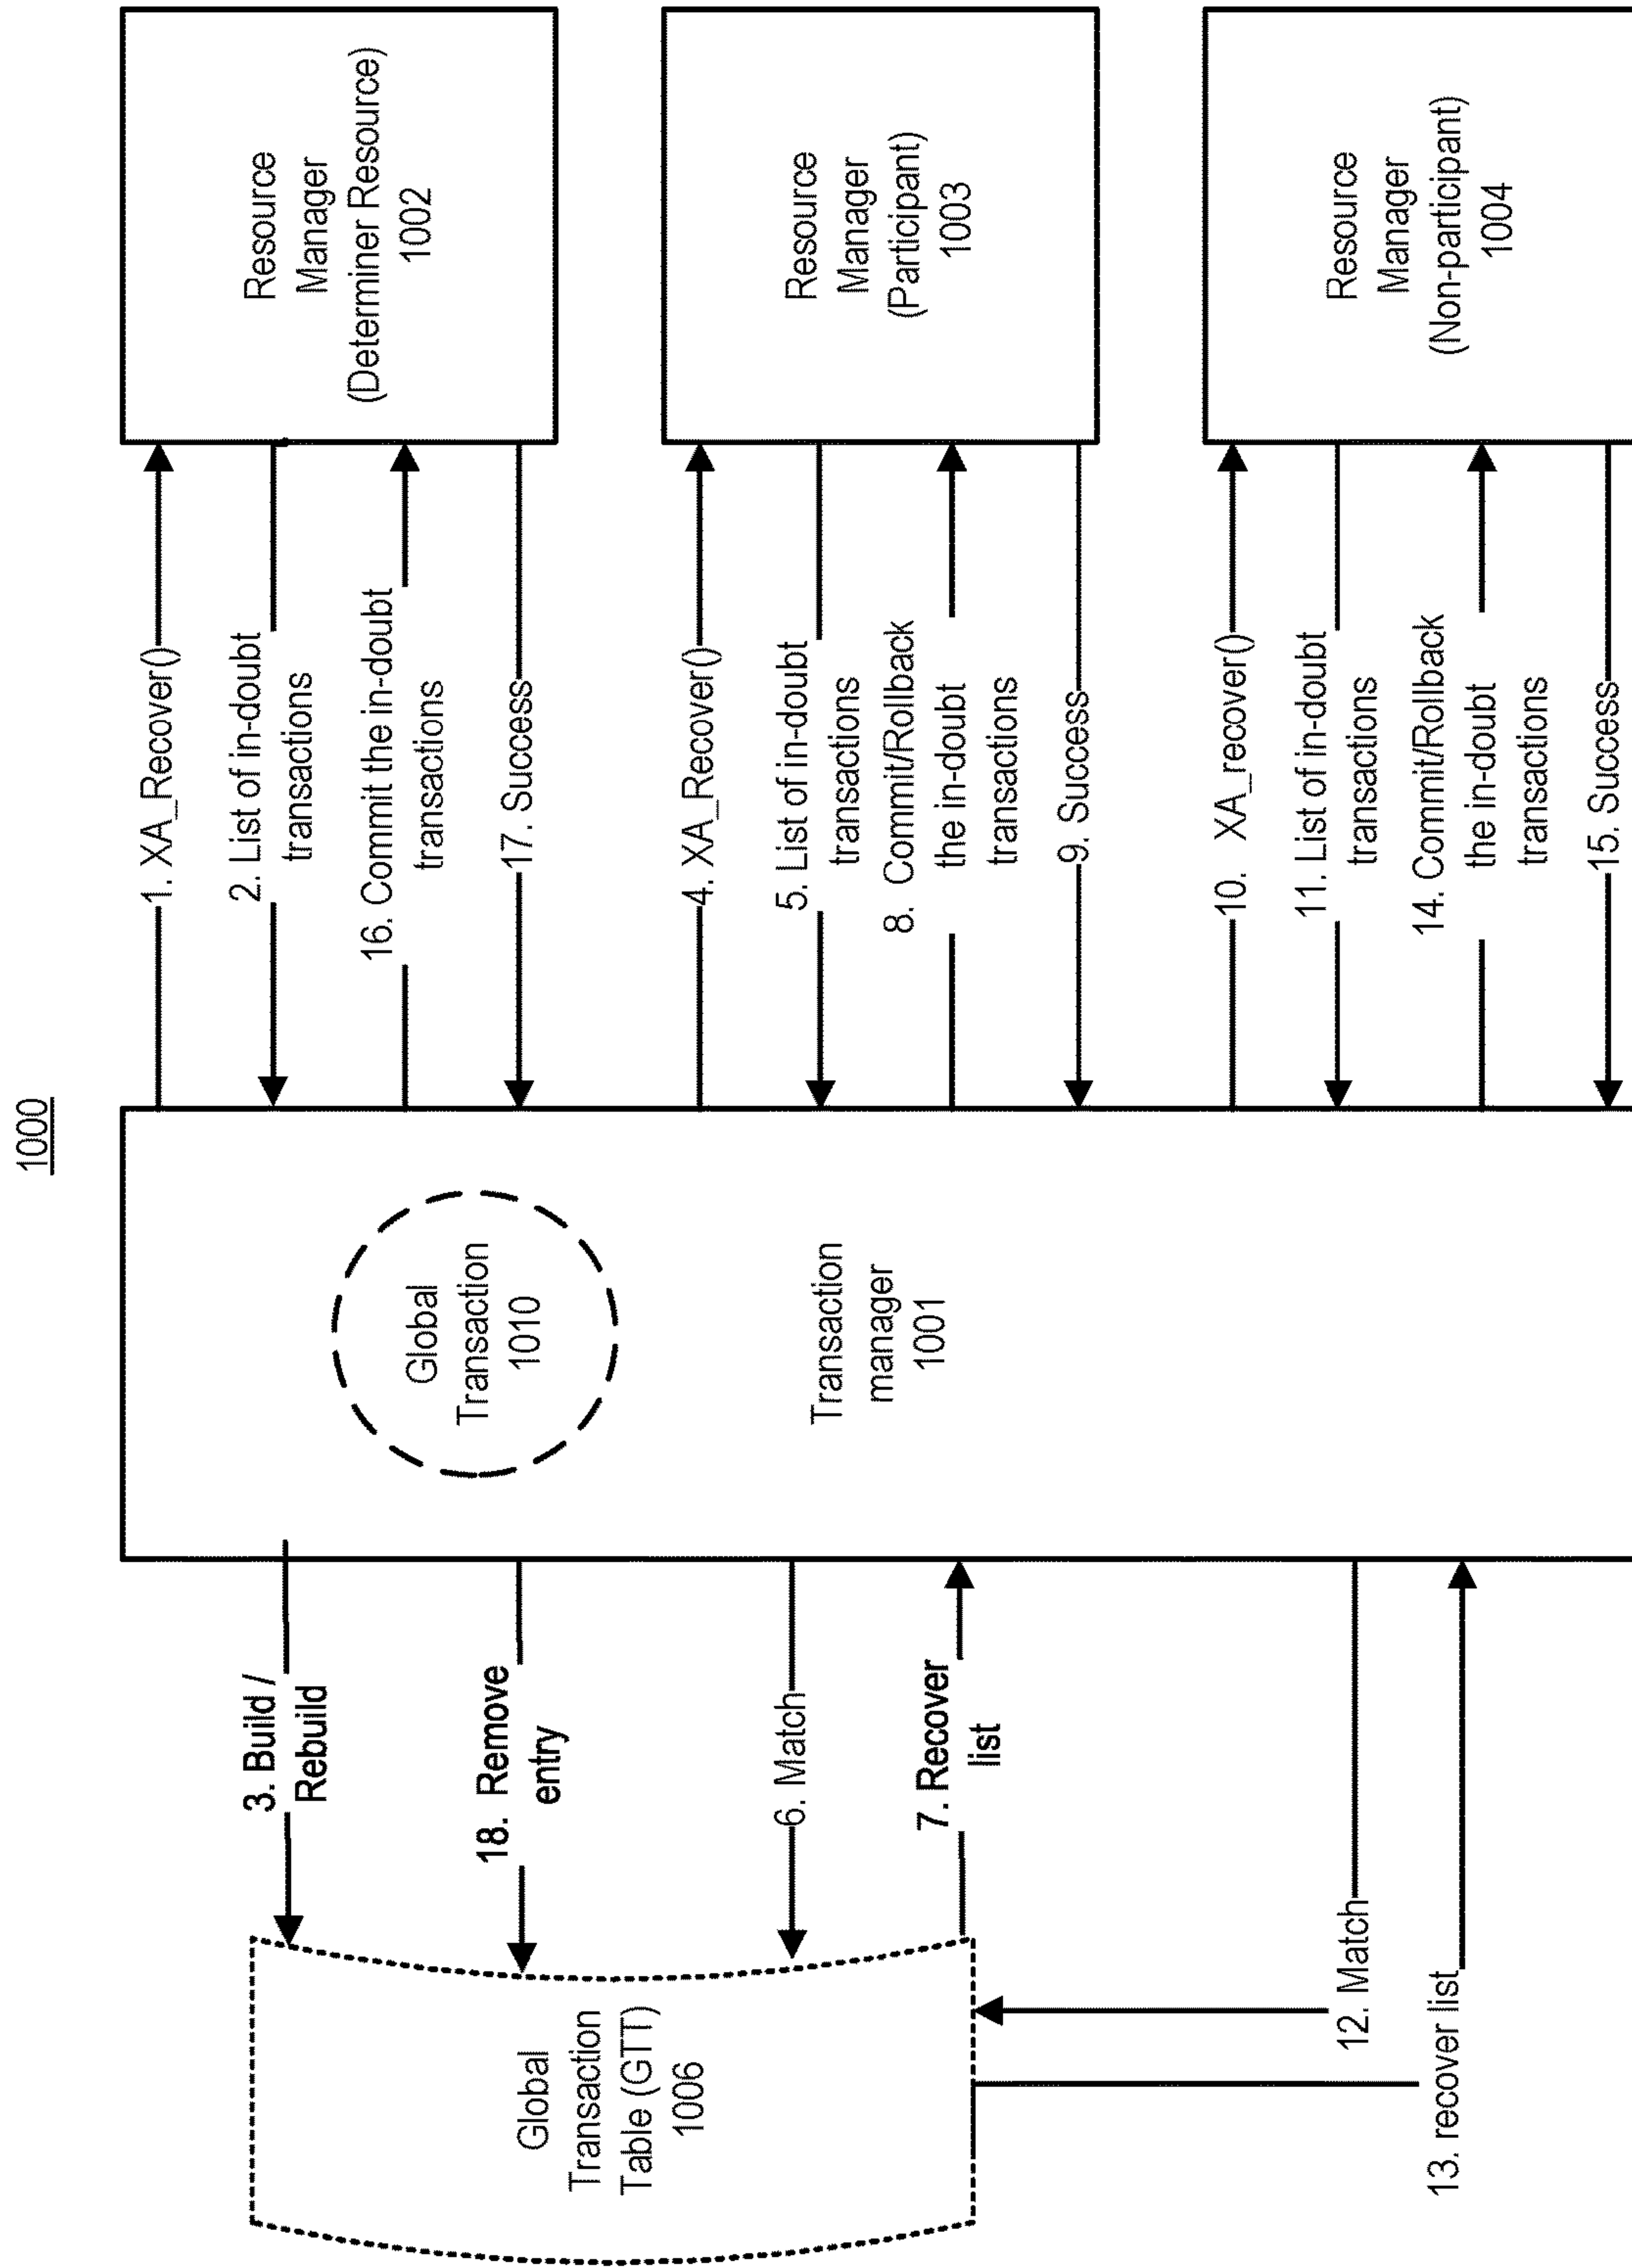 1000
Global
Transaction
Table (GTT)
1006
3. Build /
Rebuild
18. Remove
entry
6. Match
7. Recover
list
12. Match
13. recover list
Global
Transaction
1010
Transaction
manager
1001
1. XA_Recover()
2. List of in-doubt
transactions
16. Commit the in-doubt
transactions
17. Success
4. XA_Recover()
5. List of in-doubt
transactions
8. Commit/Rollback
the in-doubt
transactions
9. Success
10. XA_recover()
11. List of in-doubt
transactions
14. Commit/Rollback
the in-doubt
transactions
15. Success
Resource
Manager
(Determiner Resource)
1002
Resource
Manager
(Participant)
1003
Resource
Manager
(Non-participant)
1004